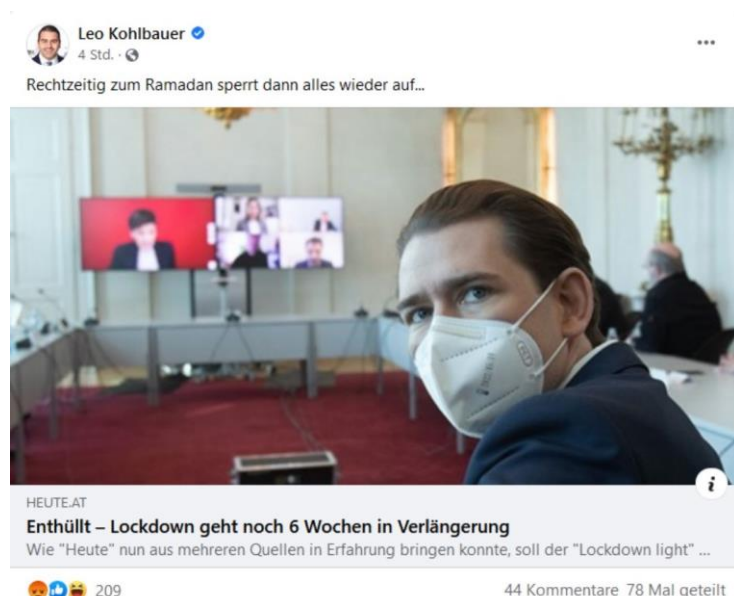 Leo Kohlbauer
4 Std. ·
Rechtzeitig zum Ramadan sperrt dann alles wieder auf...
HEUTE.AT
Enthüllt – Lockdown geht noch 6 Wochen in Verlängerung
Wie "Heute" nun aus mehreren Quellen in Erfahrung bringen konnte, soll der "Lockdown light" ...
209
44 Kommentare 78 Mal geteilt